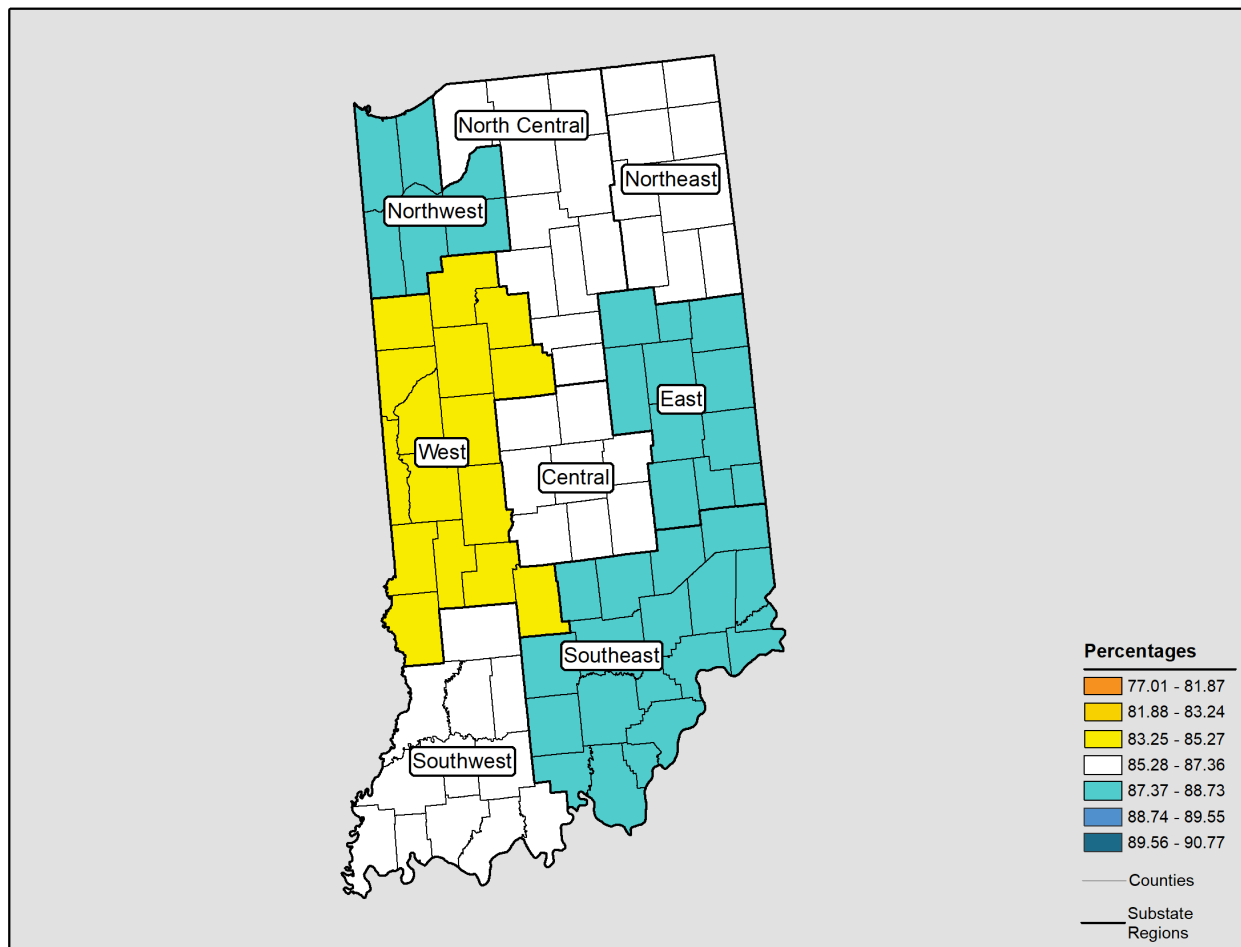 North Central
Northeast
Northwest
East
West
Central
Southeast
Southwest
Percentages
77.01 - 81.87
81.88 - 83.24
83.25 - 85.27
85.28 - 87.36
87.37 - 88.73
88.74 - 89.55
89.56 - 90.77
Counties
Substate
Regions